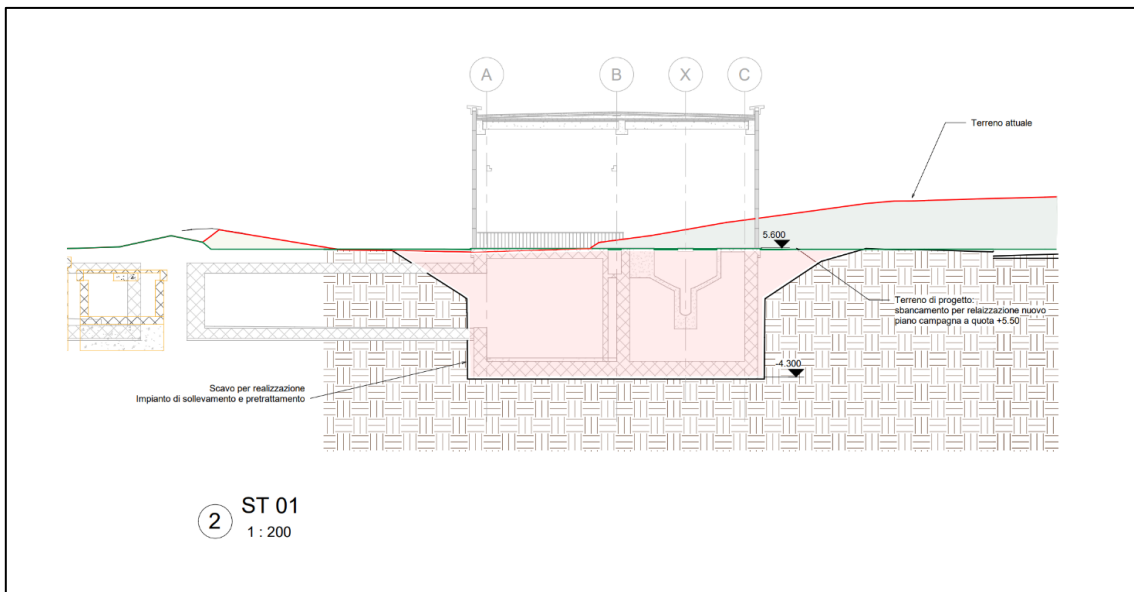 A
B
X
C
Terreno attuale
5.600
Terreno di progetto:
sbancamento per relaizzazione nuovo
piano campagna a quota +5.50
-4.300
Scavo per realizzazione
Impianto di sollevamento e pretrattamento
2
ST 01
1 : 200